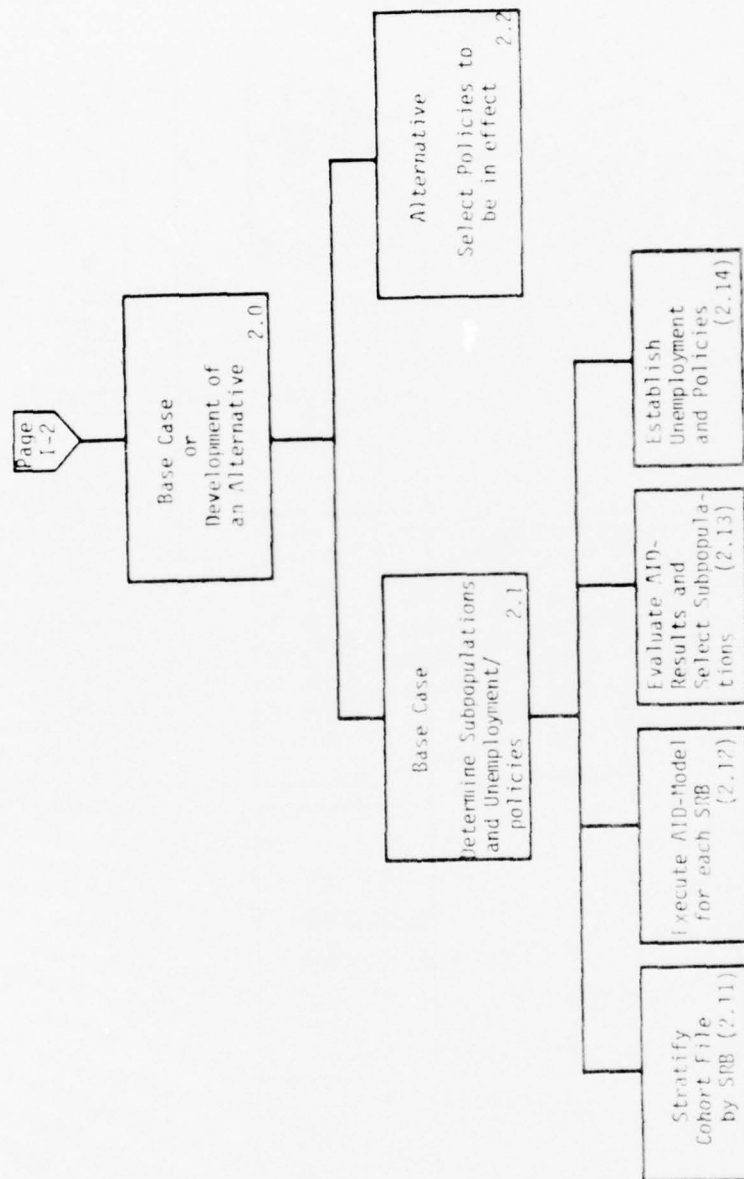 Page
I-2
Base Case
or
Development of
an Alternative
2.0
Base Case
Determine Subpopulations
and Unemployment/
policies
2.1
Alternative
Select Policies to
be in effect
2.2
Stratify
Cohort File
by SRB (2.11)
Execute AID-Model
for each SRB
(2.12)
Evaluate AID-
Results and
Select Subpopula-
tions (2.13)
Establish
Unemployment
and Policies
(2.14)